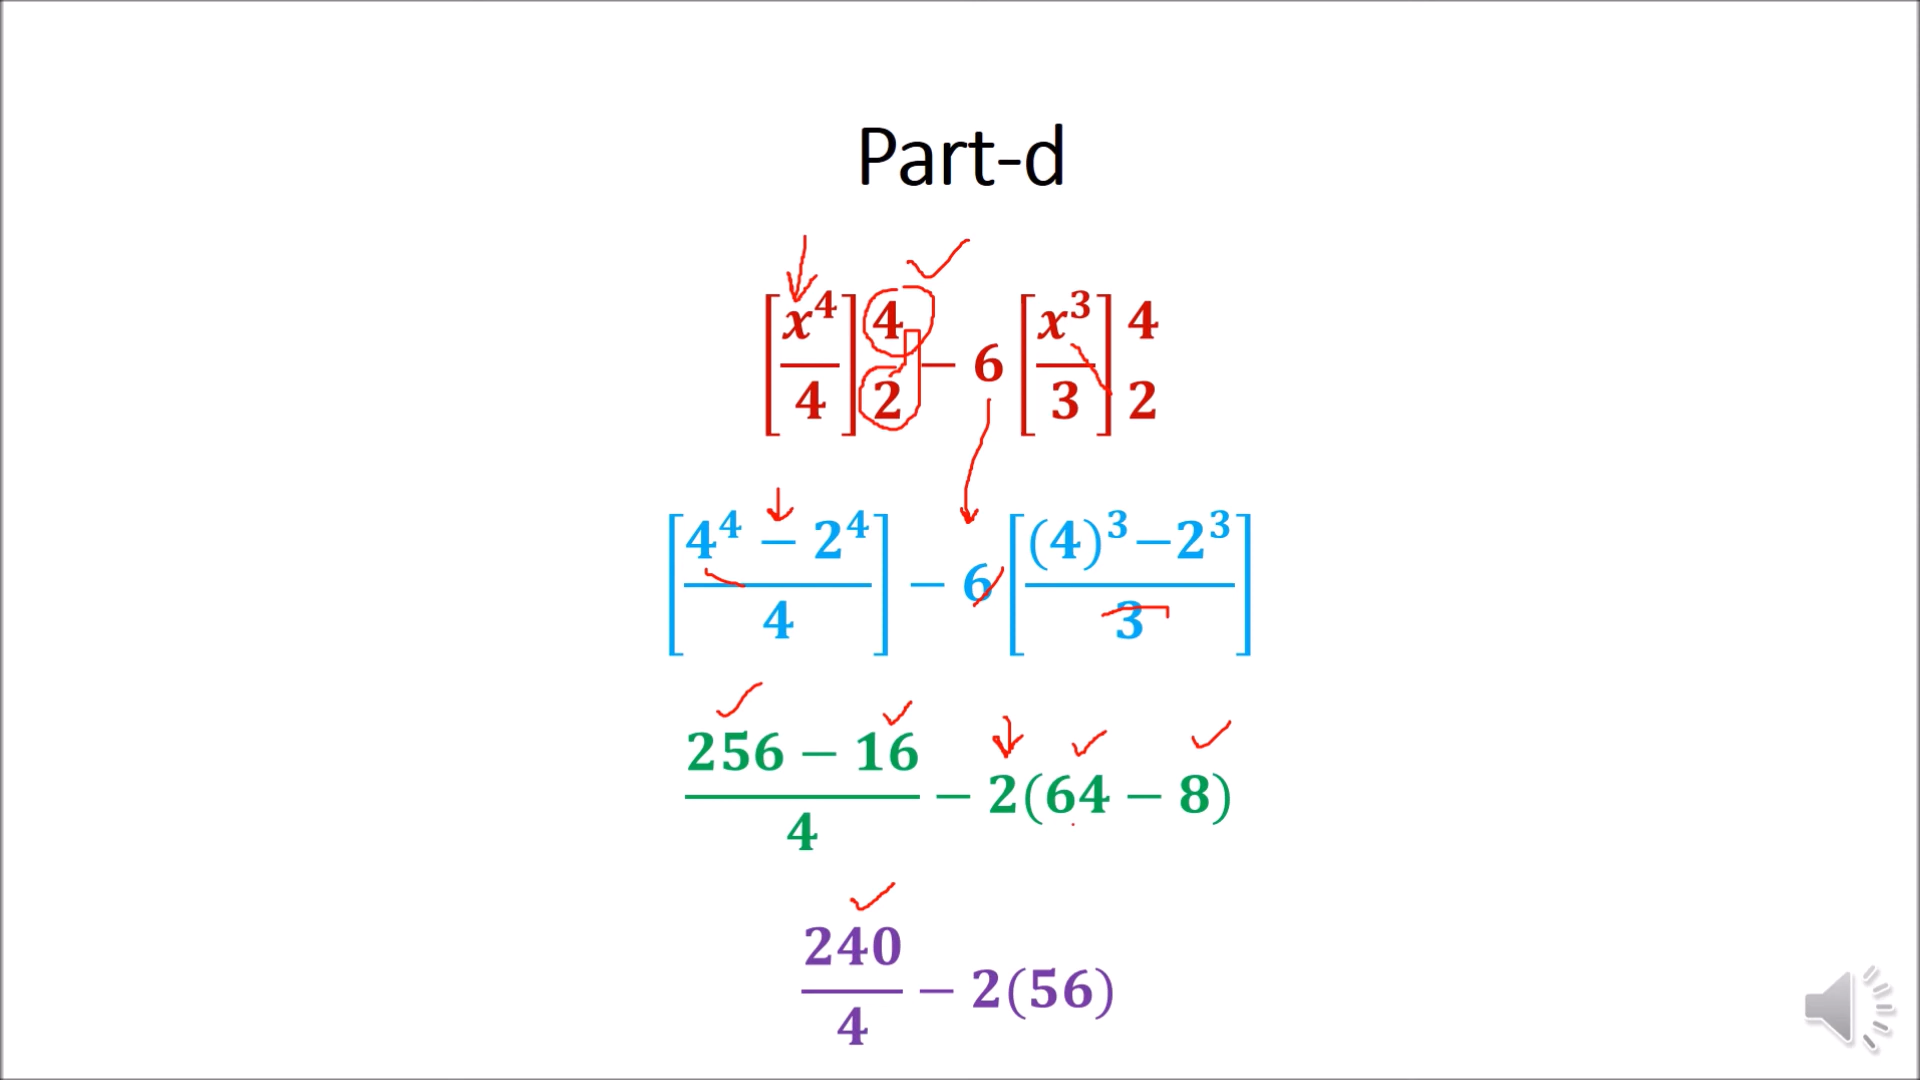 Part-d
[x⁴/4] 4 2 − 6 [x³/3] 4 2
[4⁴ − 2⁴ / 4] − 6 [(4)³−2³ / 3]
256 − 16 / 4 − 2(64 − 8)
240 / 4 − 2(56)